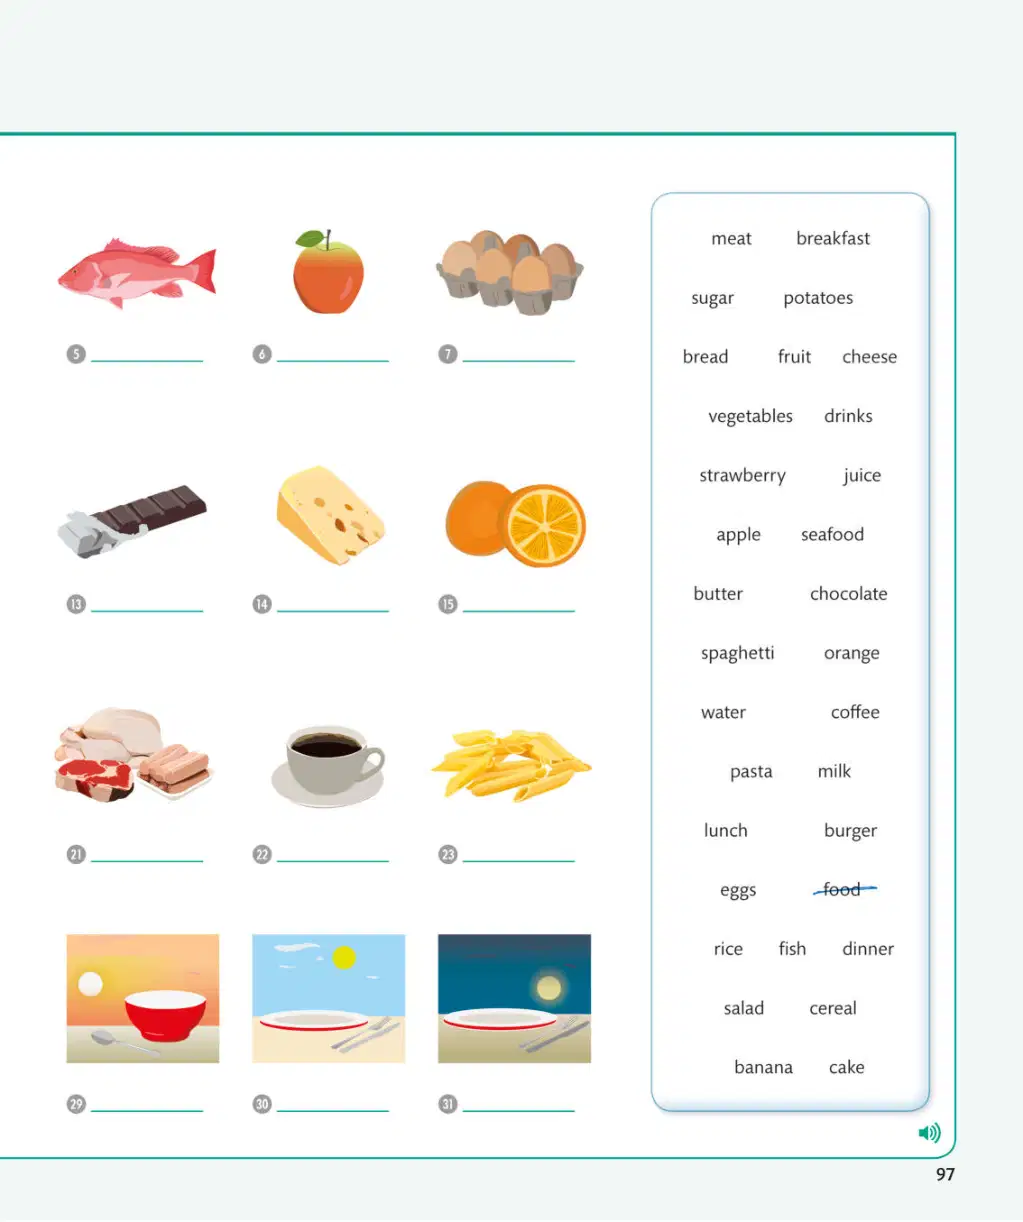 meat breakfast
sugar potatoes
5 6 7
bread fruit cheese
vegetables drinks
strawberry juice
apple seafood
butter chocolate
13 14 15
spaghetti orange
water coffee
pasta milk
lunch burger
21 22 23
eggs food
rice fish dinner
salad cereal
banana cake
29 30 31
97